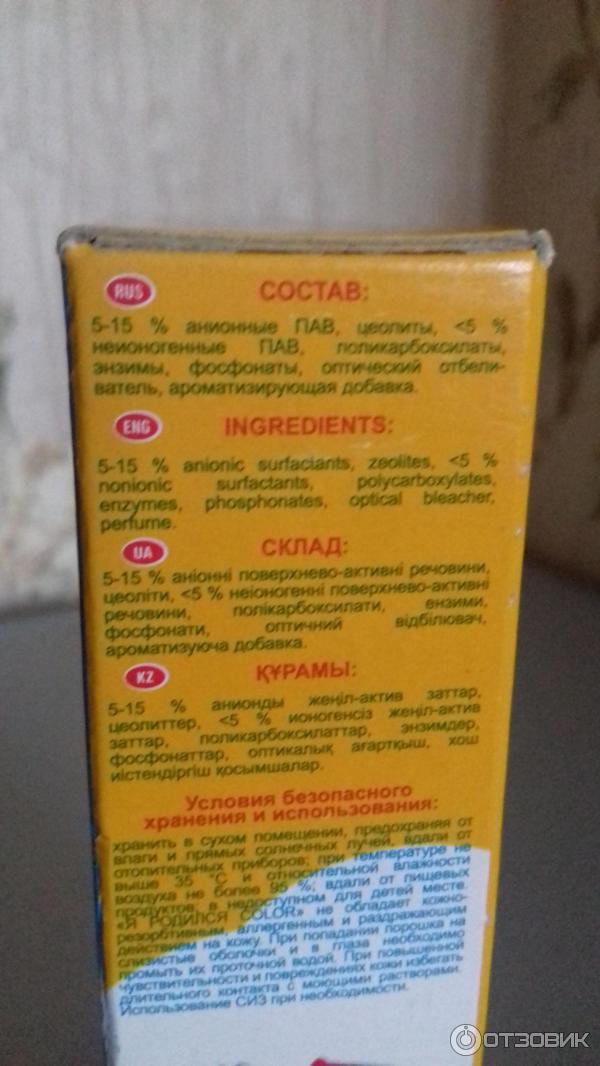 RUS СОСТАВ:
5-15 % анионные ПАВ, цеолиты, <5 %
неионогенные ПАВ, поликарбоксилаты,
энзимы, фосфонаты, оптический отбели-
ватель, ароматизирующая добавка.
ENG INGREDIENTS:
5-15 % anionic surfactants, zeolites, <5 %
nonionic surfactants, polycarboxylates,
enzymes, phosphonates, optical bleacher,
perfume.
UA СКЛАД:
5-15 % аніонні поверхнево-активні речовини,
цеоліти, <5 % неіоногенні поверхнево-активні
речовини, полікарбоксилати, ензими,
фосфонати, оптичний відбілювач,
ароматизуюча добавка.
KZ ҚҰРАМЫ:
5-15 % анионды жеңіл-актив заттар,
цеолиттер, <5 % ионогенсіз жеңіл-актив
заттар, поликарбоксилаттар, энзимдер,
фосфонаттар, оптикалық ағартқыш, хош
иістендіргіш қосымшалар.
Условия безопасного
хранения и использования:
хранить в сухом помещении, предохраняя от
влаги и прямых солнечных лучей, вдали от
отопительных приборов; при температуре не
выше 35 °С и относительной влажности
воздуха не более 95 %; вдали от пищевых
продуктов; в недоступном для детей месте.
«Я РОДИЛСЯ COLOR» не обладает кожно-
резорбтивным, аллергенным и раздражающим
действием на кожу. При попадании порошка на
слизистые оболочки и в глаза необходимо
промыть их проточной водой. При повышенной
чувствительности и повреждениях кожи избегать
длительного контакта с моющими растворами.
Использование СИЗ при необходимости.
ОТЗОВИК